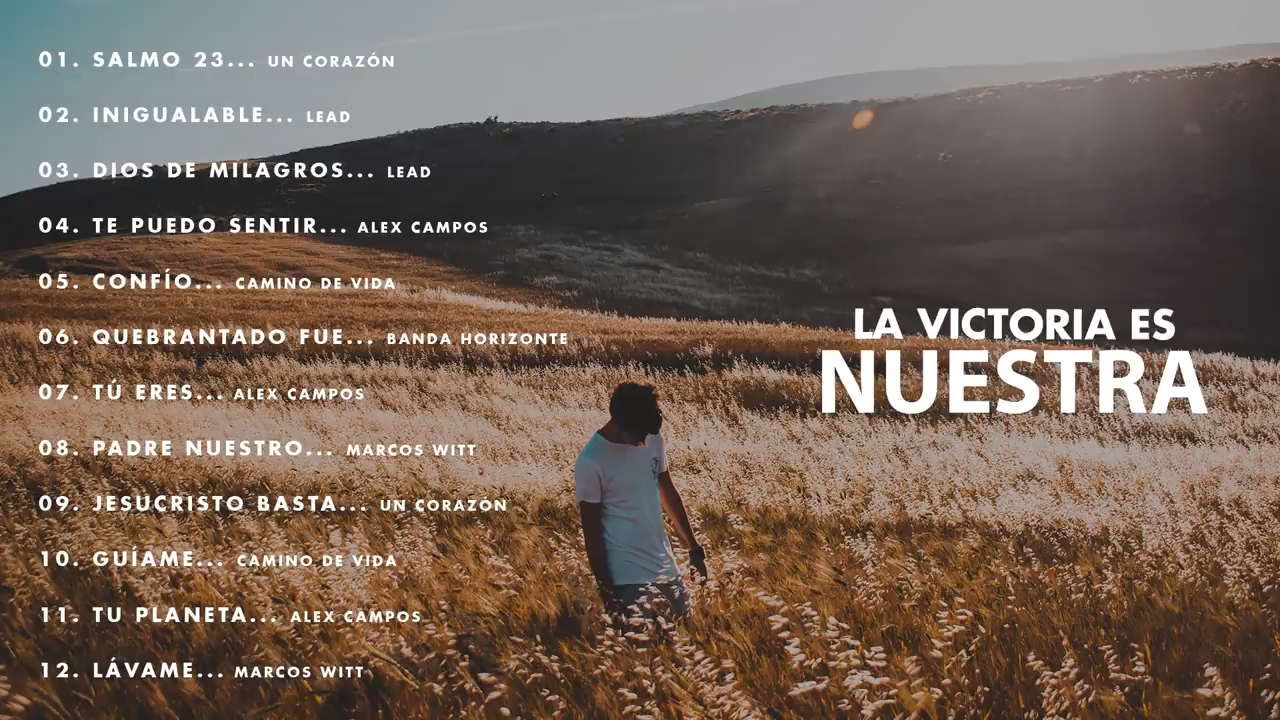 01. SALMO 23... UN CORAZÓN
02. INIGUALABLE... LEAD
03. DIOS DE MILAGROS... LEAD
04. TE PUEDO SENTIR... ALEX CAMPOS
05. CONFÍO... CAMINO DE VIDA
06. QUEBRANTADO FUE... BANDA HORIZONTE
07. TÚ ERES... ALEX CAMPOS
08. PADRE NUESTRO... MARCOS WITT
09. JESUCRISTO BASTA... UN CORAZÓN
10. GUÍAME... CAMINO DE VIDA
11. TU PLANETA... ALEX CAMPOS
12. LÁVAME... MARCOS WITT
LA VICTORIA ES
NUESTRA